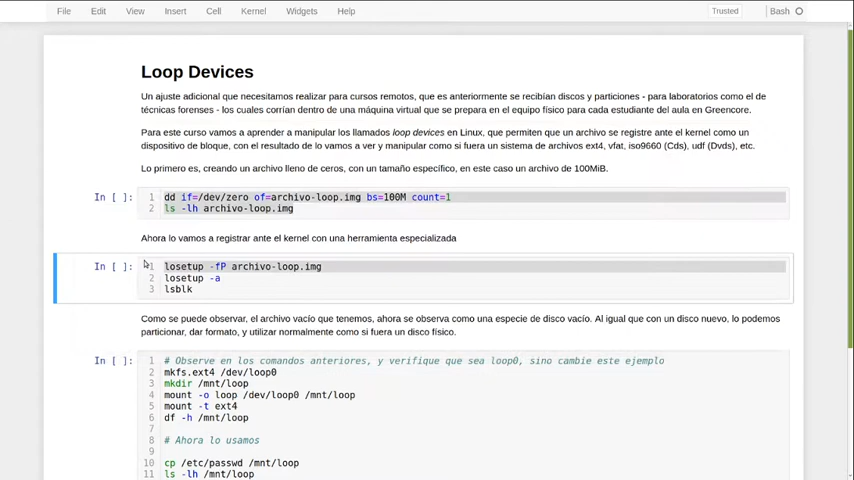 File Edit View Insert Cell Kernel Widgets Help Trusted Bash
Loop Devices
Un ajuste adicional que necesitamos realizar para cursos remotos, que es anteriormente se recibían discos y particiones - para laboratorios como el de
técnicas forenses - los cuales corrían dentro de una máquina virtual que se prepara en el equipo físico para cada estudiante del aula en Greencore.
Para este curso vamos a aprender a manipular los llamados loop devices en Linux, que permiten que un archivo se registre ante el kernel como un
dispositivo de bloque, con el resultado de lo vamos a ver y manipular como si fuera un sistema de archivos ext4, vfat, iso9660 (Cds), udf (Dvds), etc.
Lo primero es, creando un archivo lleno de ceros, con un tamaño específico, en este caso un archivo de 100MiB.
In [ ]: 1 dd if=/dev/zero of=archivo-loop.img bs=100M count=1
2 ls -lh archivo-loop.img
Ahora lo vamos a registrar ante el kernel con una herramienta especializada
In [ ]: 1 losetup -fP archivo-loop.img
2 losetup -a
3 lsblk
Como se puede observar, el archivo vacío que tenemos, ahora se observa como una especie de disco vacío. Al igual que con un disco nuevo, lo podemos
particionar, dar formato, y utilizar normalmente como si fuera un disco físico.
In [ ]: 1 # Observe en los comandos anteriores, y verifique que sea loop0, sino cambie este ejemplo
2 mkfs.ext4 /dev/loop0
3 mkdir /mnt/loop
4 mount -o loop /dev/loop0 /mnt/loop
5 mount -t ext4
6 df -h /mnt/loop
7
8 # Ahora lo usamos
9
10 cp /etc/passwd /mnt/loop
11 ls -lh /mnt/loop